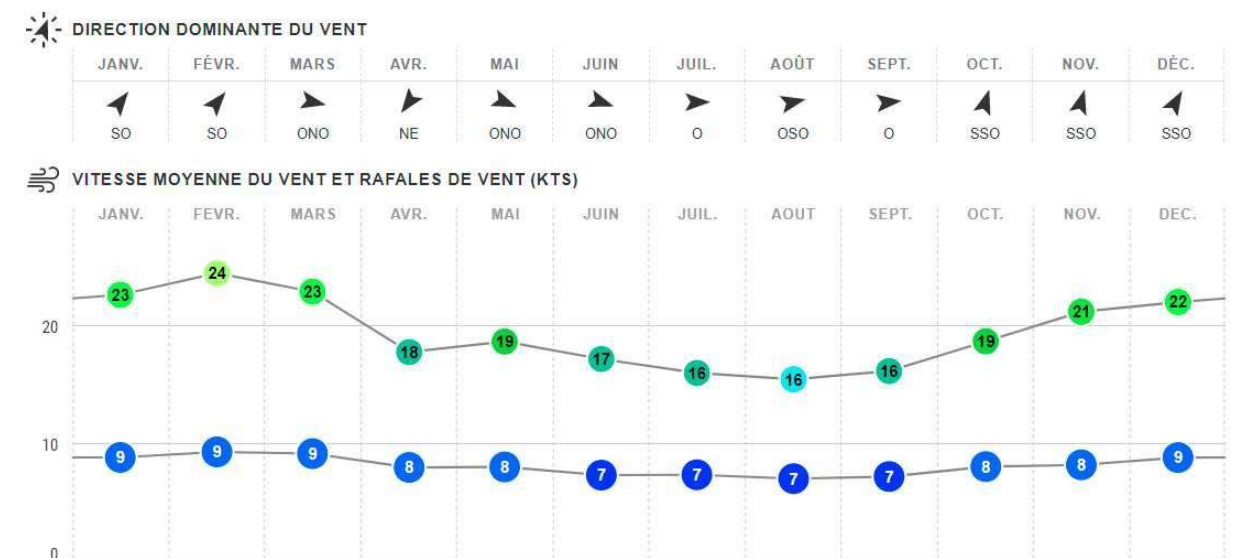 DIRECTION DOMINANTE DU VENT
JANV. FÉVR. MARS AVR. MAI JUIN JUIL. AOÛT SEPT. OCT. NOV. DÉC.
SO SO ONO NE ONO ONO O OSO O SSO SSO SSO
VITESSE MOYENNE DU VENT ET RAFALES DE VENT (KTS)
JANV. FEVR. MARS AVR. MAI JUIN JUIL. AOUT SEPT. OCT. NOV. DEC.
23 24 23 18 19 17 16 16 16 19 21 22
20
10
9 9 9 8 8 7 7 7 7 8 8 9
0